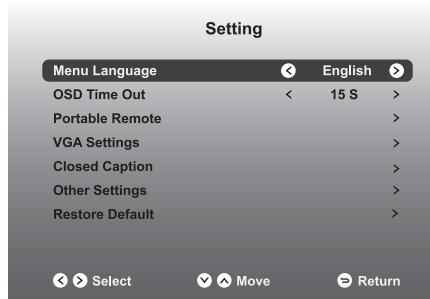 Setting
Menu Language English
OSD Time Out < 15 S >
Portable Remote >
VGA Settings >
Closed Caption >
Other Settings >
Restore Default >
Select Move Return